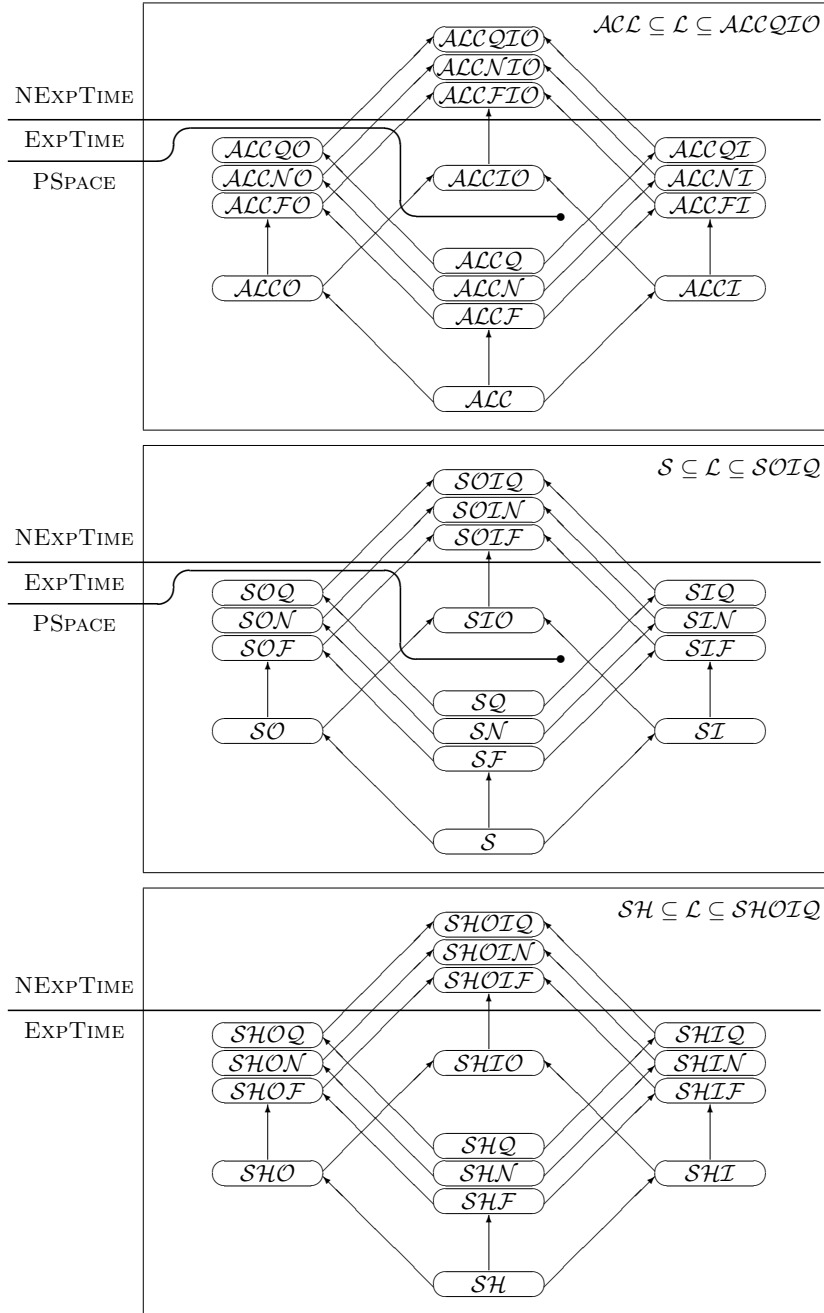 ACL ⊆ L ⊆ ALCQIO
ALCQIO
ALCNIO
ALCFIO
NEXPTIME
EXPTIME
PSPACE
ALCQO
ALCNO
ALCFO
ALCIO
ALCQI
ALCNI
ALCFI
ALCQ
ALCN
ALCF
ALCO
ALCI
ALC
S ⊆ L ⊆ SOIQ
SOIQ
SOIN
SOIF
NEXPTIME
EXPTIME
PSPACE
SOQ
SON
SOF
SIO
SIQ
SIN
SIF
SQ
SN
SF
SO
SI
S
SH ⊆ L ⊆ SHOIQ
SHOIQ
SHOIN
SHOIF
NEXPTIME
EXPTIME
SHOQ
SHON
SHOF
SHIO
SHIQ
SHIN
SHIF
SHQ
SHN
SHF
SHO
SHI
SH